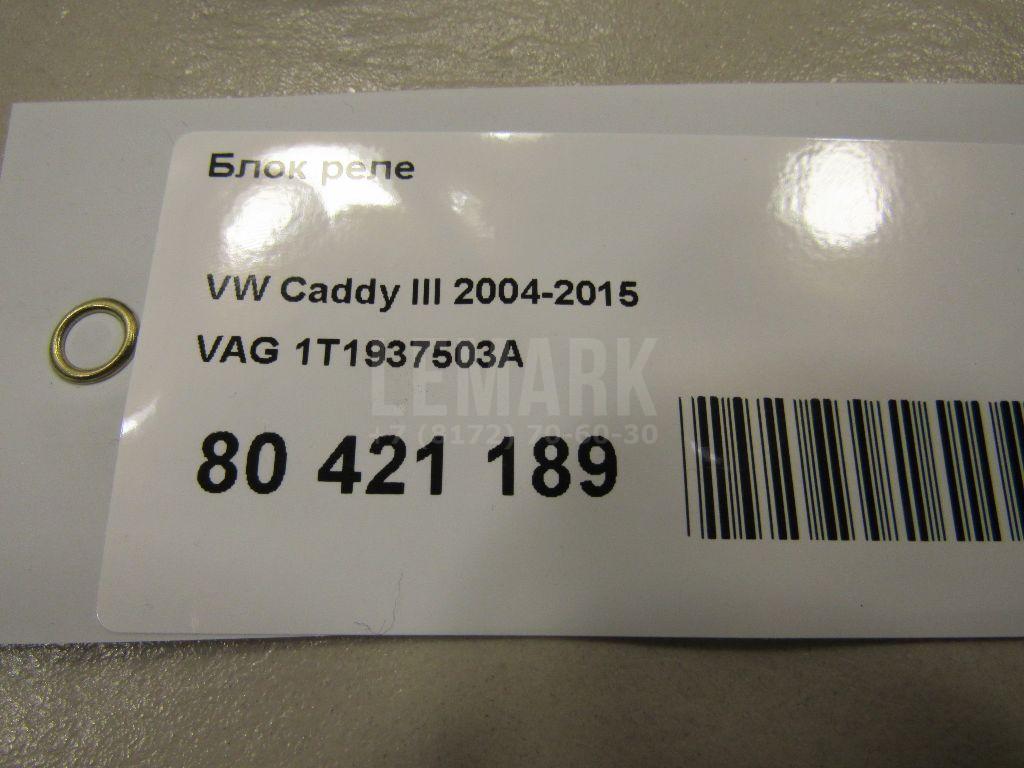 Блок реле
VW Caddy III 2004-2015
VAG 1T1937503A
LEMARK
+7 (8172) 70-60-30
80 421 189